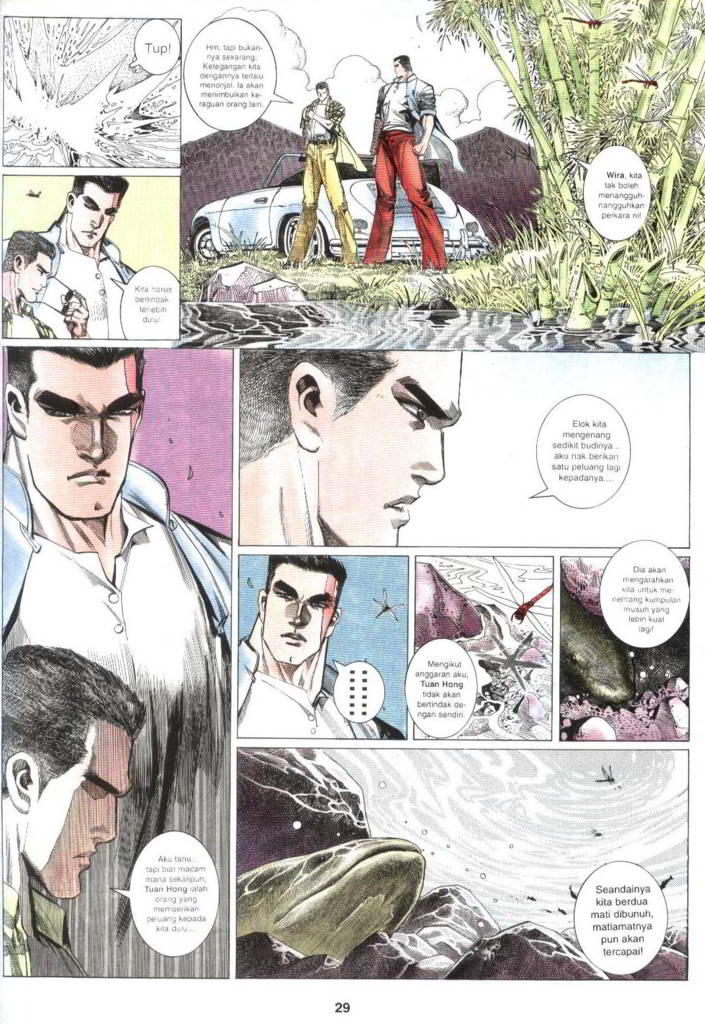 Tup!
Hm, tapi bukan-
nya sekarang.
Ketegangan kita
dengannya terlalu
menonjol. Ia akan
menimbulkan ke-
raguan orang lain.
Wira, kita
tak boleh
menangguh-
nangguhkan
perkara ni!
Kita harus
bertindak
terlebih
dulu!
Elok kita
mengenang
sedikit budinya...
aku nak berikan
satu peluang lagi
kepadanya....
Aku tahu...
tapi biar macam
mana sekalipun,
Tuan Hong ialah
orang yang
memberikan
peluang kepada
kita dulu....
Mengikut
anggaran aku,
Tuan Hong
tidak akan
bertindak de-
ngan sendiri.
Dia akan
mengarahkan
kita untuk me-
nentang kumpulan
musuh yang
lebih kuat
lagi!
Seandainya
kita berdua
mati dibunuh,
matlamatnya
pun akan
tercapai!
29